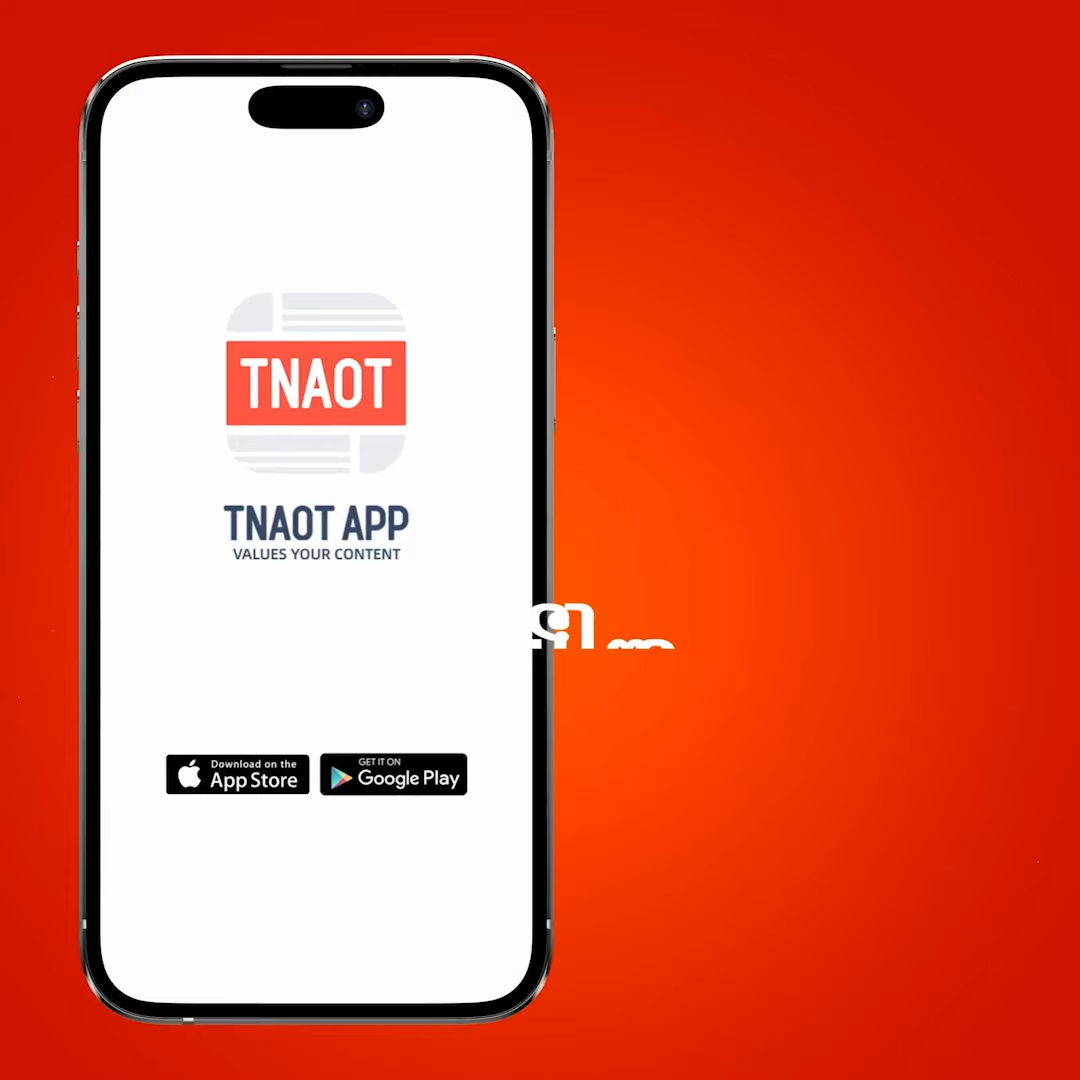 TNAOT
TNAOT APP
VALUES YOUR CONTENT
Download on the
App Store
GET IT ON
Google Play